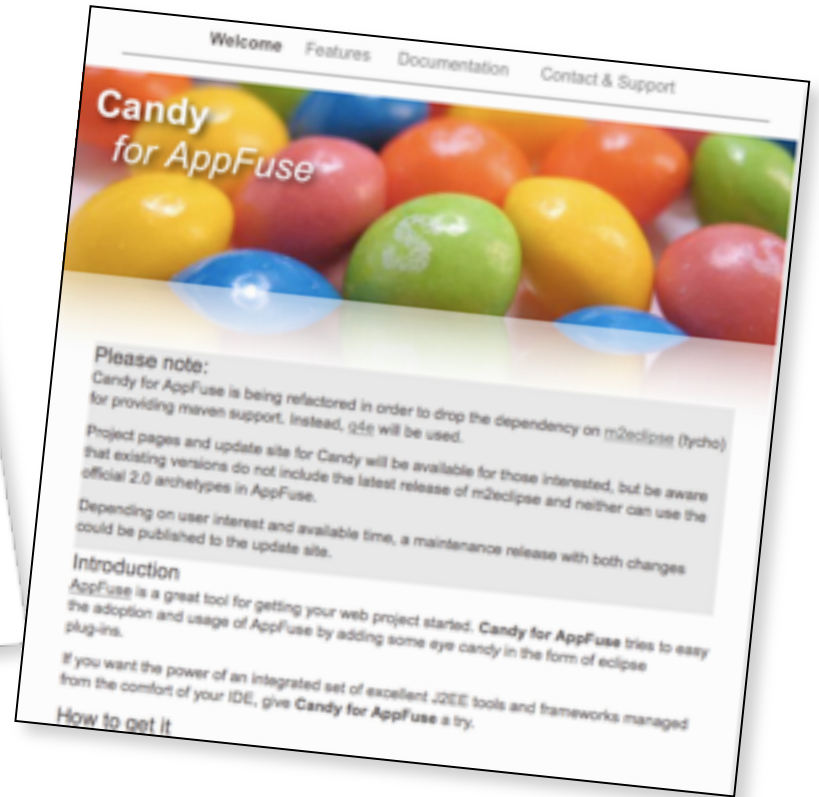 Welcome Features Documentation Contact & Support
Candy
for AppFuse
Please note:
Candy for AppFuse is being refactored in order to drop the dependency on m2eclipse (tycho)
for providing maven support. Instead, q4e will be used.
Project pages and update site for Candy will be available for those interested, but be aware
that existing versions do not include the latest release of m2eclipse and neither can use the
official 2.0 archetypes in AppFuse.
Depending on user interest and available time, a maintenance release with both changes
could be published to the update site.
Introduction
AppFuse is a great tool for getting your web project started. Candy for AppFuse tries to easy
the adoption and usage of AppFuse by adding some eye candy in the form of eclipse
plug-ins.
If you want the power of an integrated set of excellent J2EE tools and frameworks managed
from the comfort of your IDE, give Candy for AppFuse a try.
How to get it